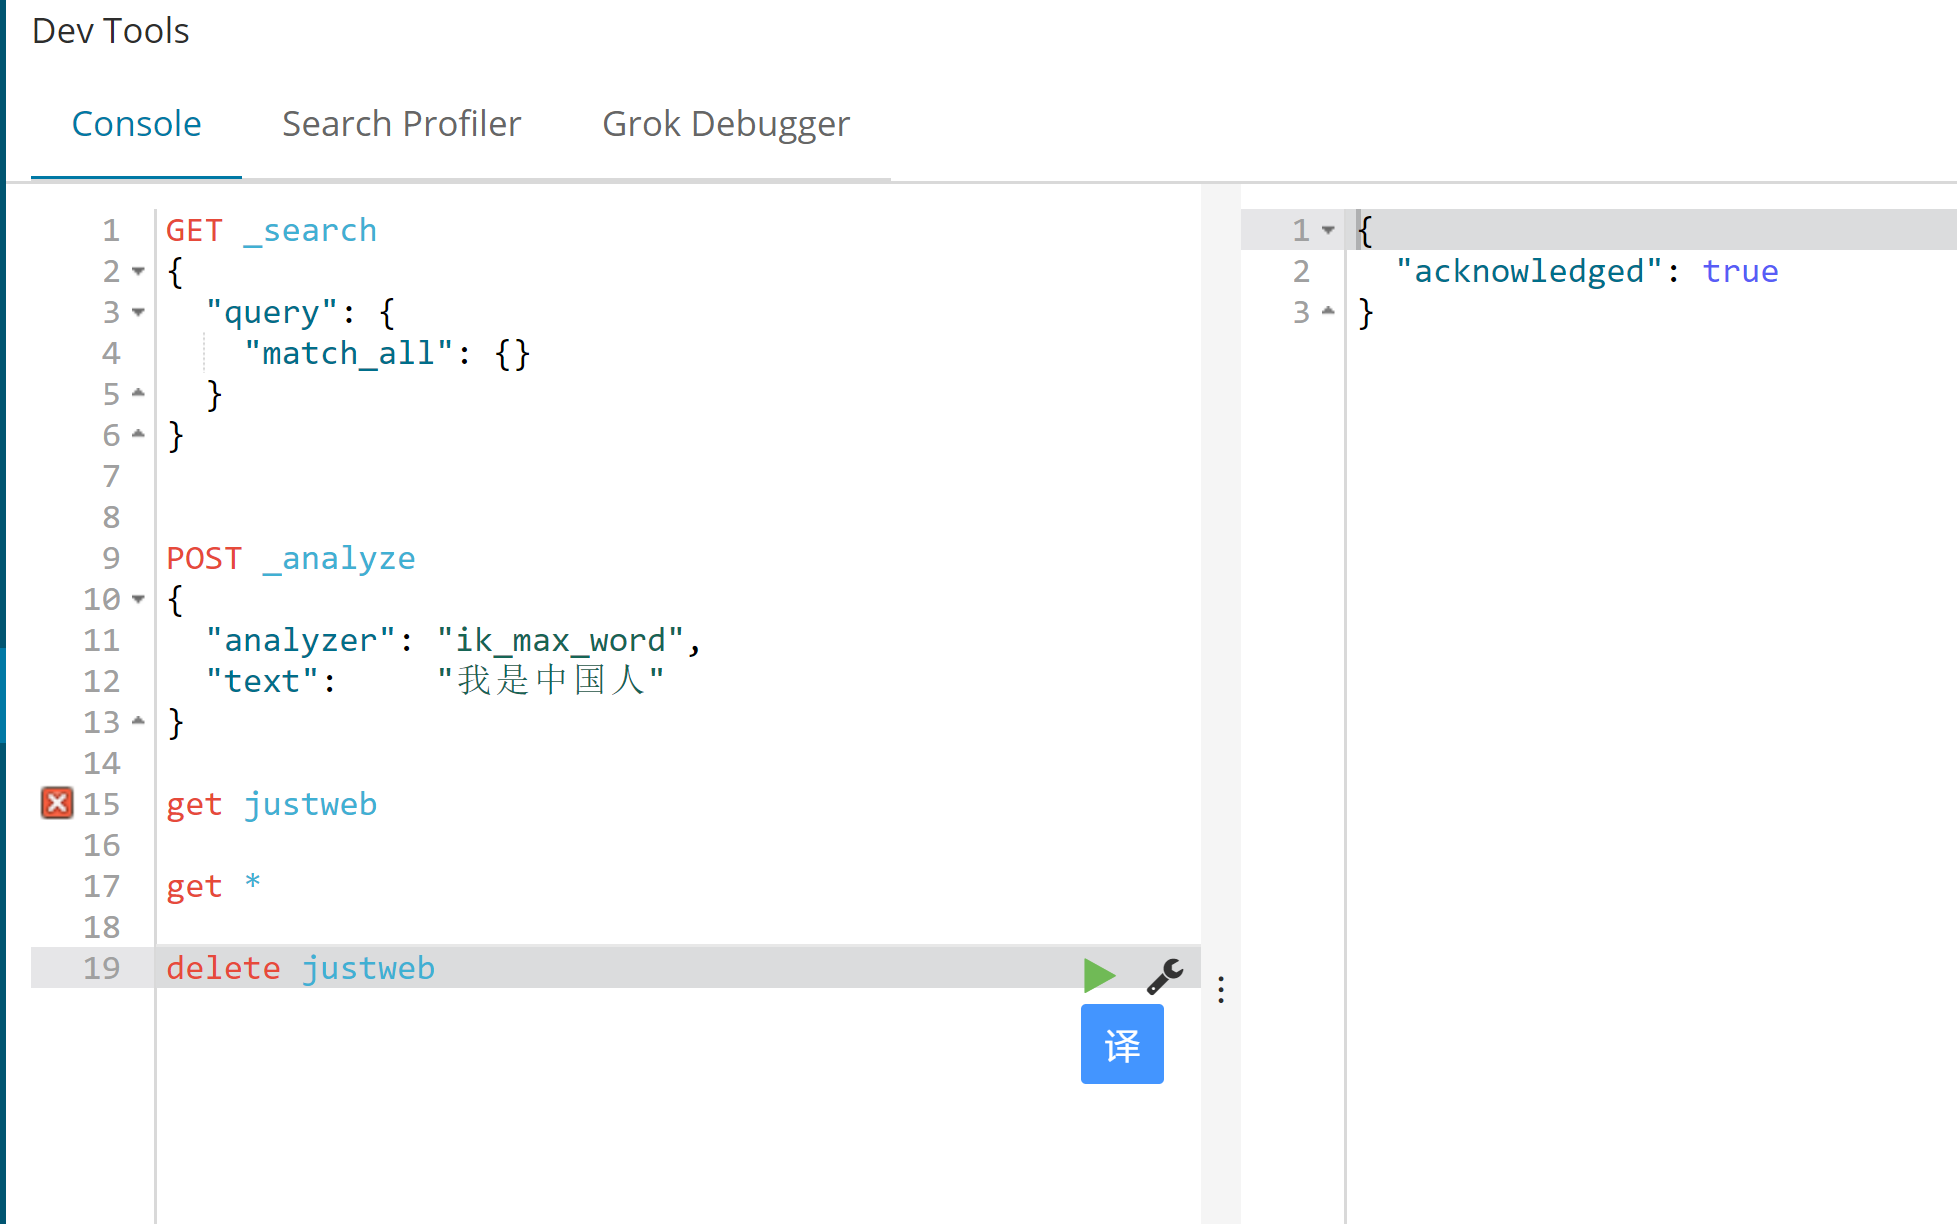 Dev Tools
Console Search Profiler Grok Debugger
1 GET _search
2 {
3 "query": {
4 "match_all": {}
5 }
6 }
7
8
9 POST _analyze
10 {
11 "analyzer": "ik_max_word",
12 "text": "我是中国人"
13 }
14
15 get justweb
16
17 get *
18
19 delete justweb
译
1 {
2 "acknowledged": true
3 }